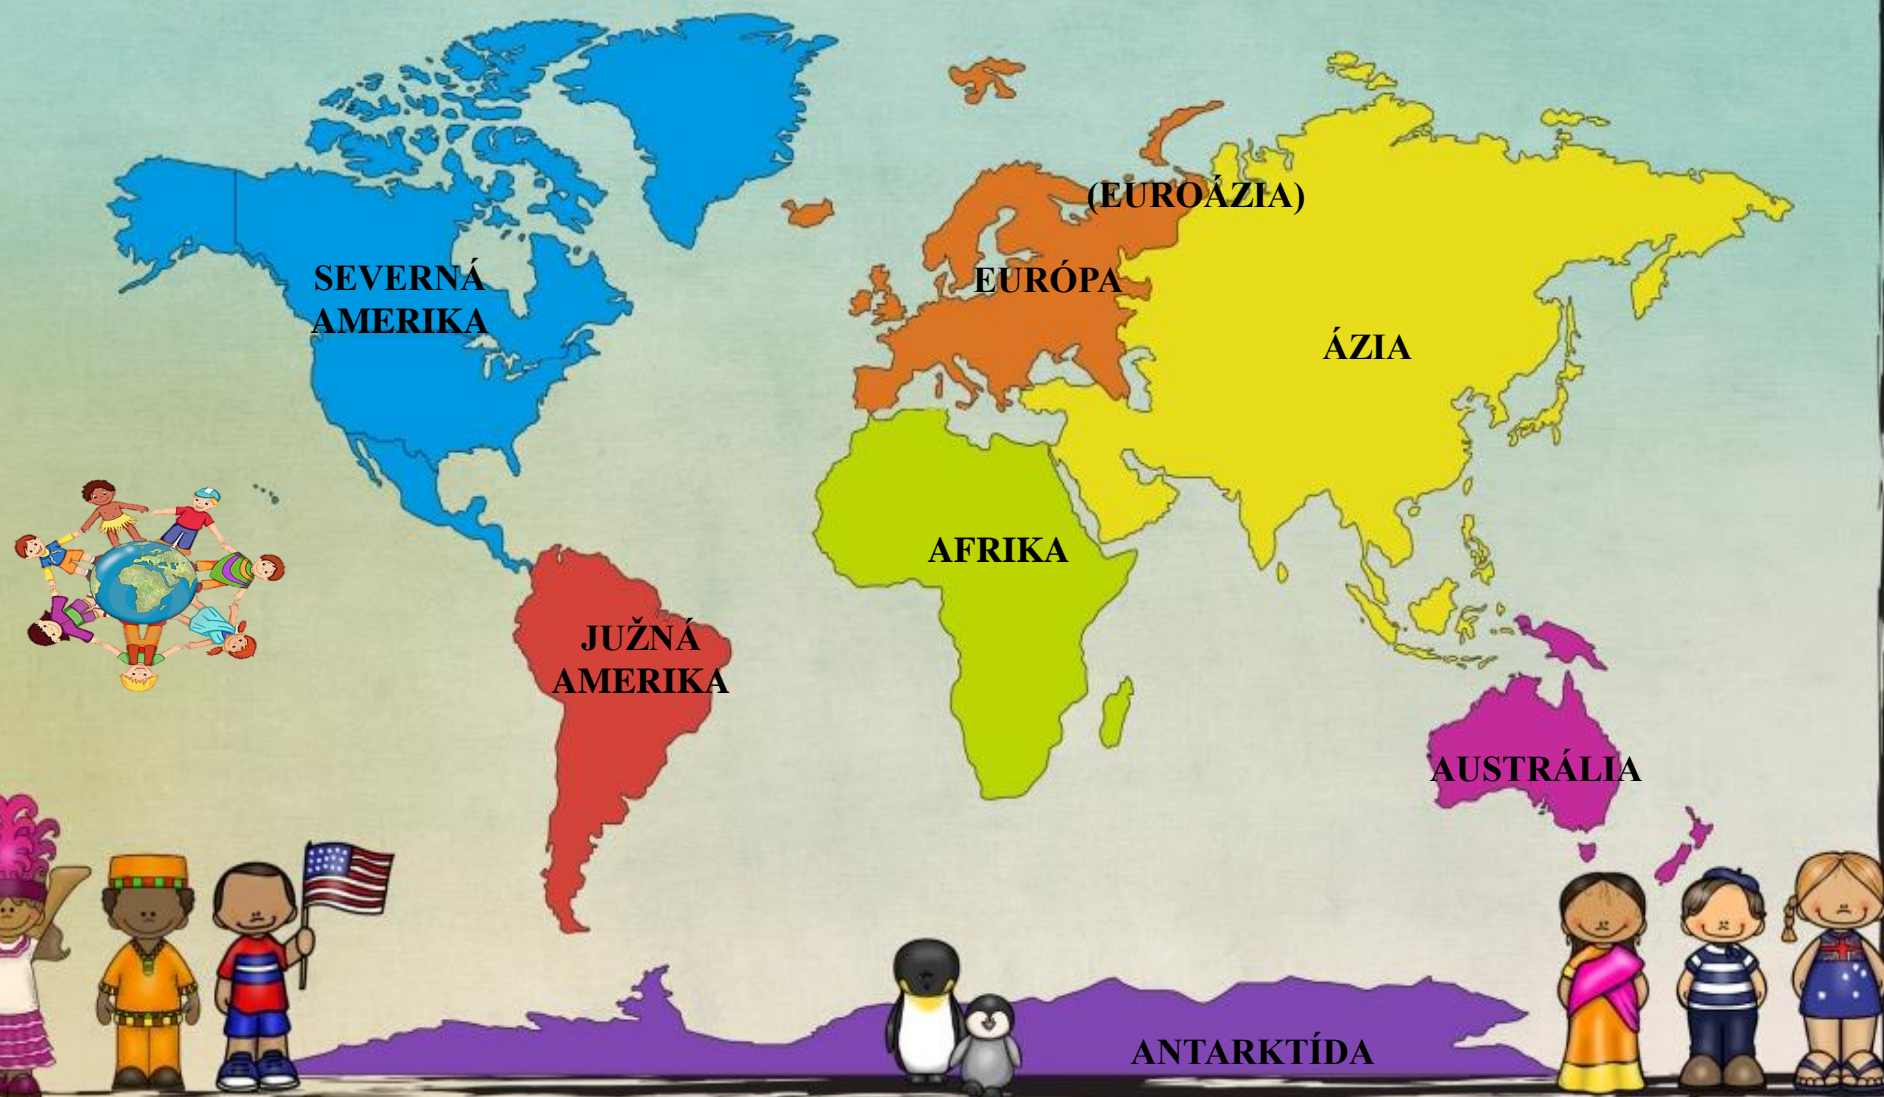 (EUROÁZIA)
SEVERNÁ
AMERIKA
EURÓPA
ÁZIA
AFRIKA
JUŽNÁ
AMERIKA
AUSTRÁLIA
ANTARKTÍDA